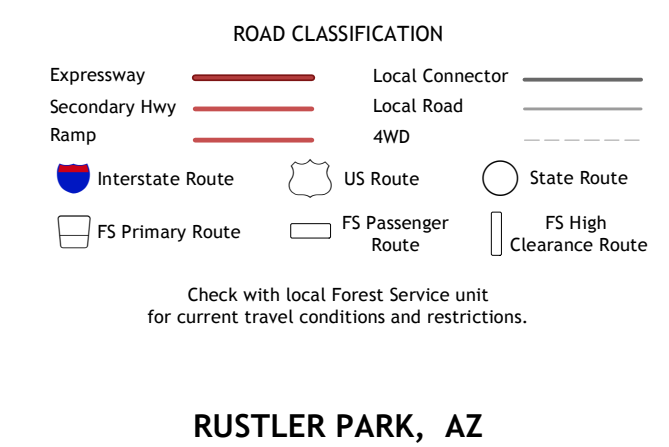 ROAD CLASSIFICATION
Expressway
Local Connector
Secondary Hwy
Local Road
Ramp
4WD
Interstate Route
US Route
State Route
FS Primary Route
FS Passenger
Route
FS High
Clearance Route
Check with local Forest Service unit
for current travel conditions and restrictions.
RUSTLER PARK, AZ